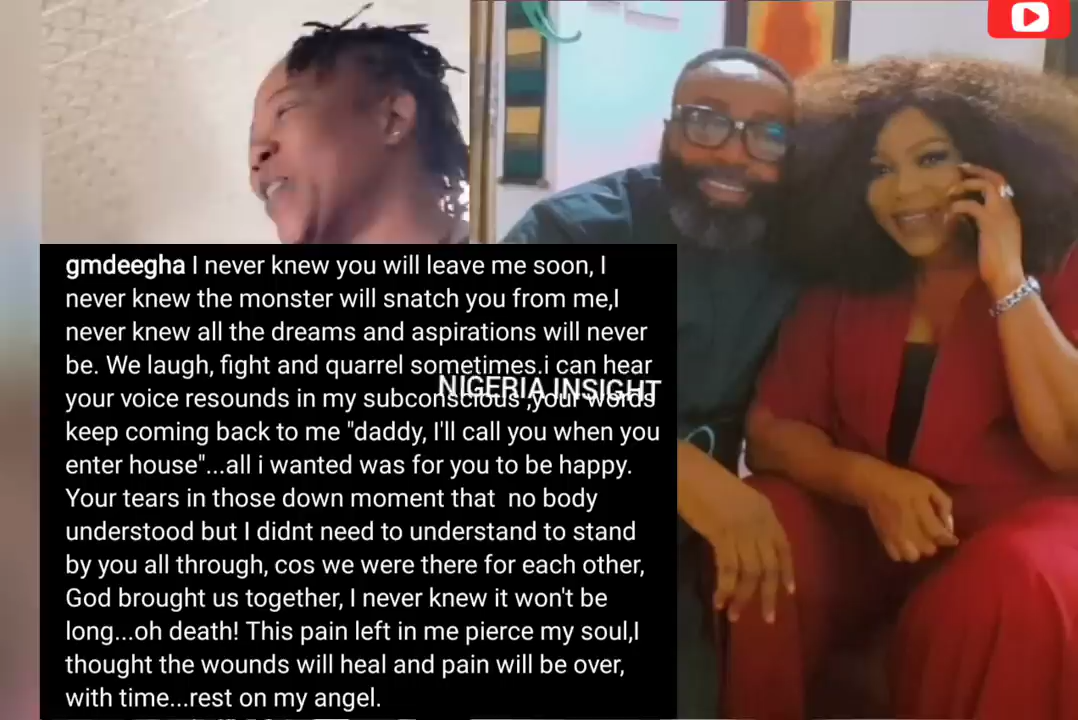 gmdeegha I never knew you will leave me soon, I
never knew the monster will snatch you from me,I
never knew all the dreams and aspirations will never
be. We laugh, fight and quarrel sometimes.i can hear
NIGERIA INSIGHT
your voice resounds in my subconscious ,your words
keep coming back to me "daddy, I'll call you when you
enter house"...all i wanted was for you to be happy.
Your tears in those down moment that no body
understood but I didnt need to understand to stand
by you all through, cos we were there for each other,
God brought us together, I never knew it won't be
long...oh death! This pain left in me pierce my soul,I
thought the wounds will heal and pain will be over,
with time...rest on my angel.